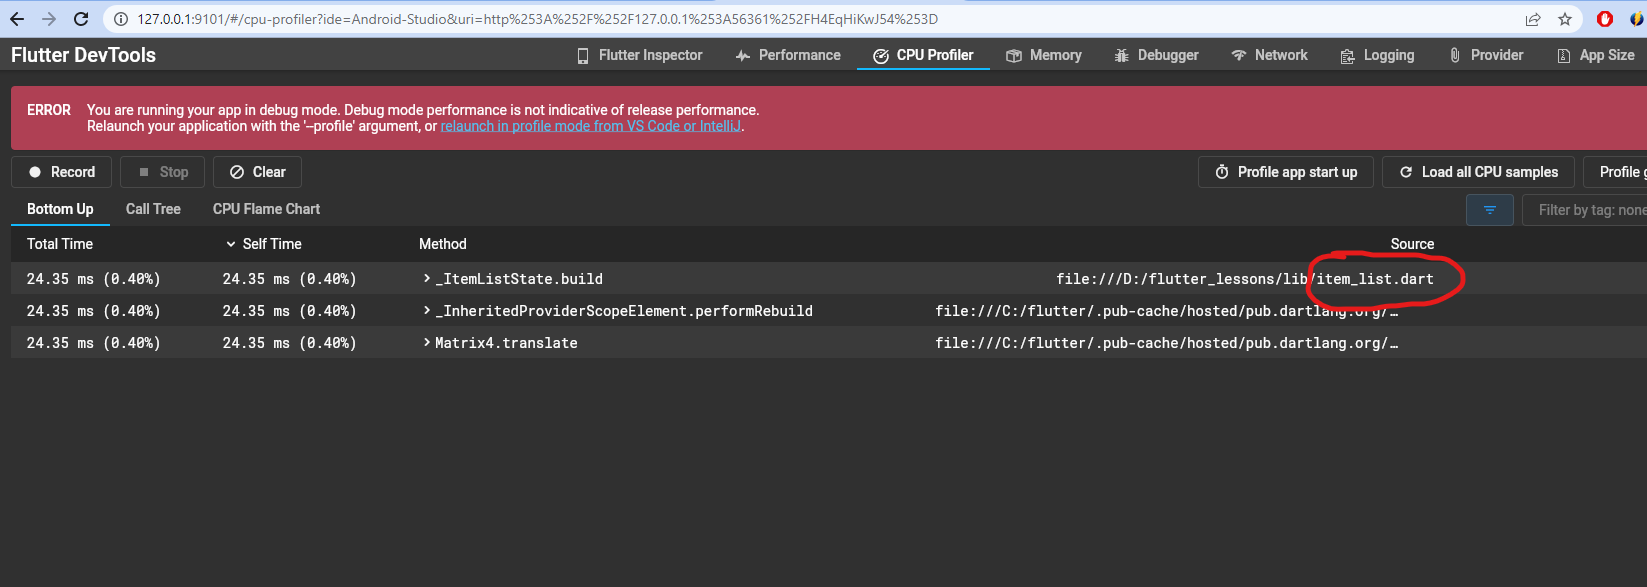 127.0.0.1:9101/#/cpu-profiler?ide=Android-Studio&uri=http%253A%252F%252F127.0.0.1%253A56361%252FH4EqHiKwJ54%253D
Flutter DevTools
Flutter Inspector
Performance
CPU Profiler
Memory
Debugger
Network
Logging
Provider
App Size
ERROR
You are running your app in debug mode. Debug mode performance is not indicative of release performance.
Relaunch your application with the '--profile' argument, or relaunch in profile mode from VS Code or IntelliJ.
Record
Stop
Clear
Profile app start up
Load all CPU samples
Profile g
Bottom Up
Call Tree
CPU Flame Chart
Filter by tag: none
Total Time
Self Time
Method
Source
24.35 ms (0.40%) 24.35 ms (0.40%) _ItemListState.build file:///D:/flutter_lessons/lib/item_list.dart
24.35 ms (0.40%) 24.35 ms (0.40%) _InheritedProviderScopeElement.performRebuild file:///C:/flutter/.pub-cache/hosted/pub.dartlang.org/…
24.35 ms (0.40%) 24.35 ms (0.40%) Matrix4.translate file:///C:/flutter/.pub-cache/hosted/pub.dartlang.org/…